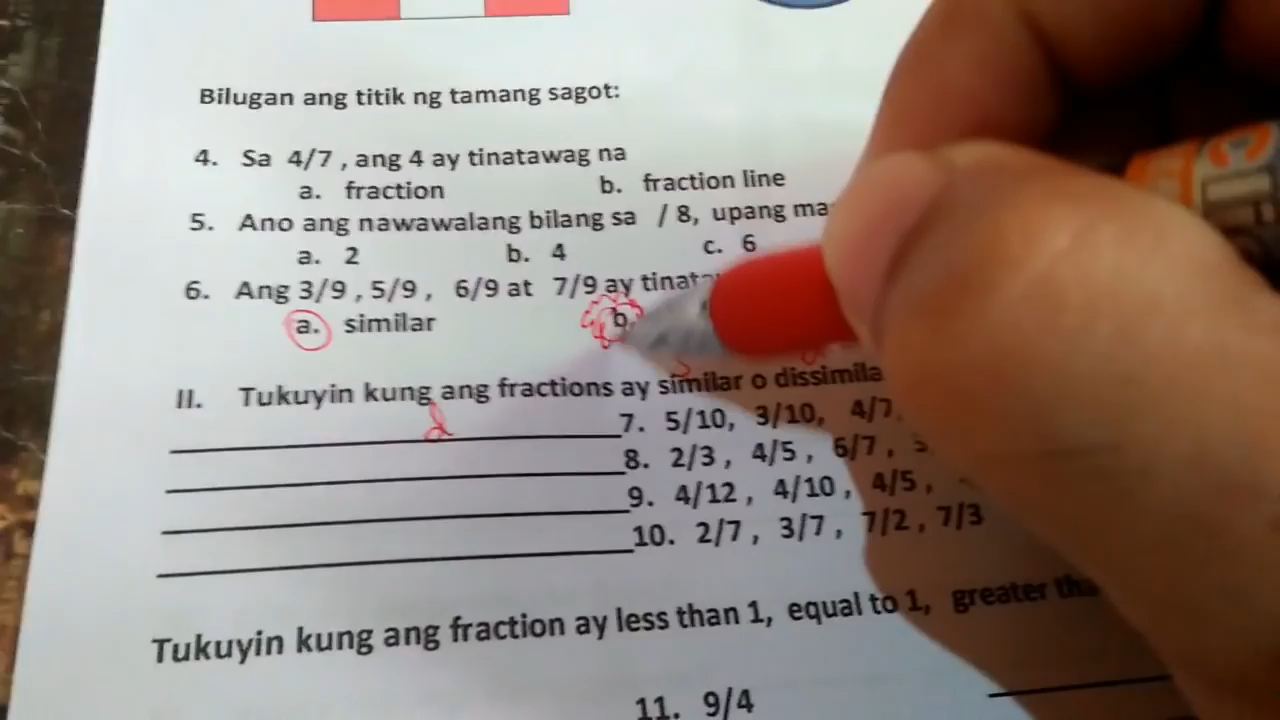 Bilugan ang titik ng tamang sagot:
4. Sa 4/7 , ang 4 ay tinatawag na
a. fraction b. fraction line
5. Ano ang nawawalang bilang sa / 8, upang
a. 2 b. 4 c. 6
6. Ang 3/9 , 5/9 , 6/9 at 7/9 ay
a. similar b.
II. Tukuyin kung ang fractions ay similar o
d
7. 5/10, 3/10, 4/7
8. 2/3 , 4/5 , 6/7 ,
9. 4/12 , 4/10 , 4/5 ,
10. 2/7 , 3/7 , 7/2 , 7/3
Tukuyin kung ang fraction ay less than 1, equal to 1, greater
11. 9/4